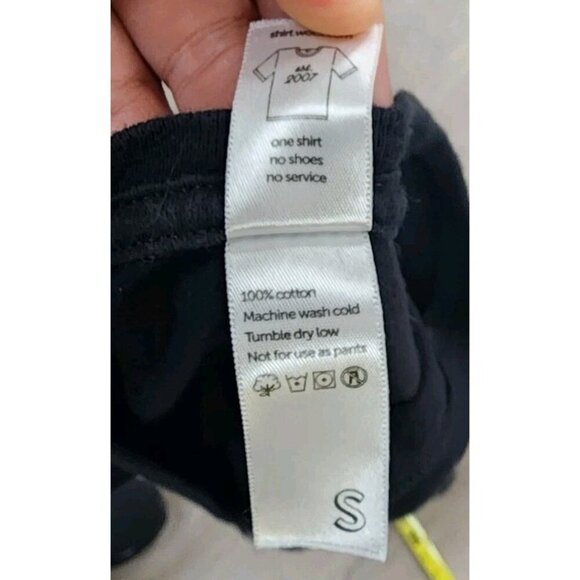 est.
2007
one shirt
no shoes
no service
100% cotton
Machine wash cold
Tumble dry low
Not for use as pants
S